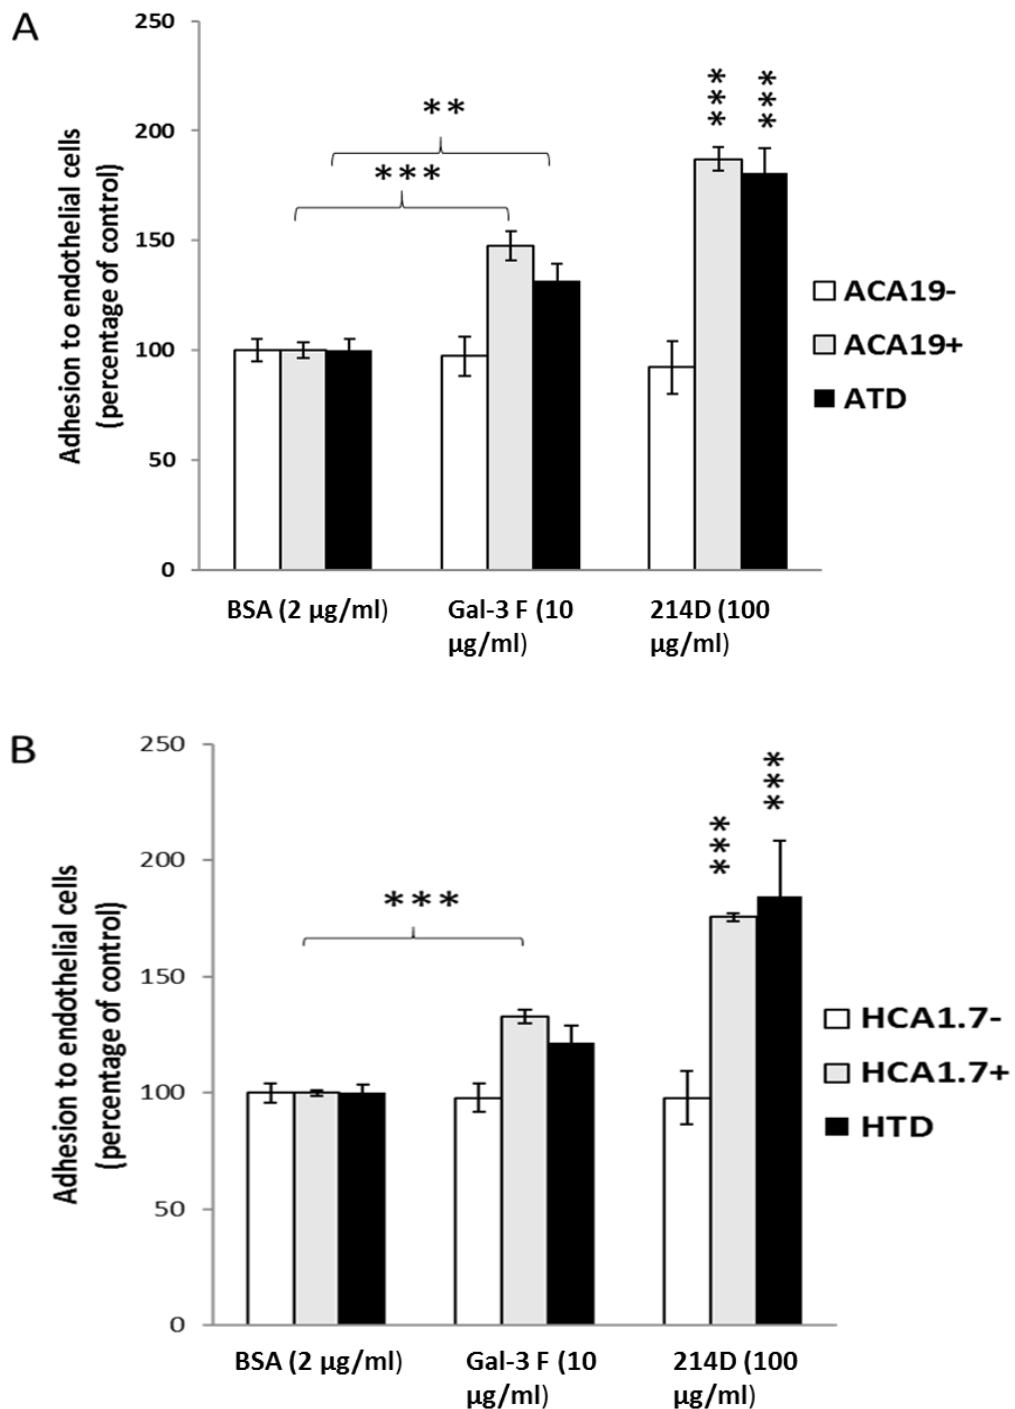 A
Adhesion to endothelial cells
(percentage of control)
250
200
150
100
50
0
**
***
***
***
BSA (2 µg/ml)
Gal-3 F (10
µg/ml)
214D (100
µg/ml)
ACA19-
ACA19+
ATD
B
Adhesion to endothelial cells
(percentage of control)
250
200
150
100
50
0
***
***
***
BSA (2 µg/ml)
Gal-3 F (10
µg/ml)
214D (100
µg/ml)
HCA1.7-
HCA1.7+
HTD